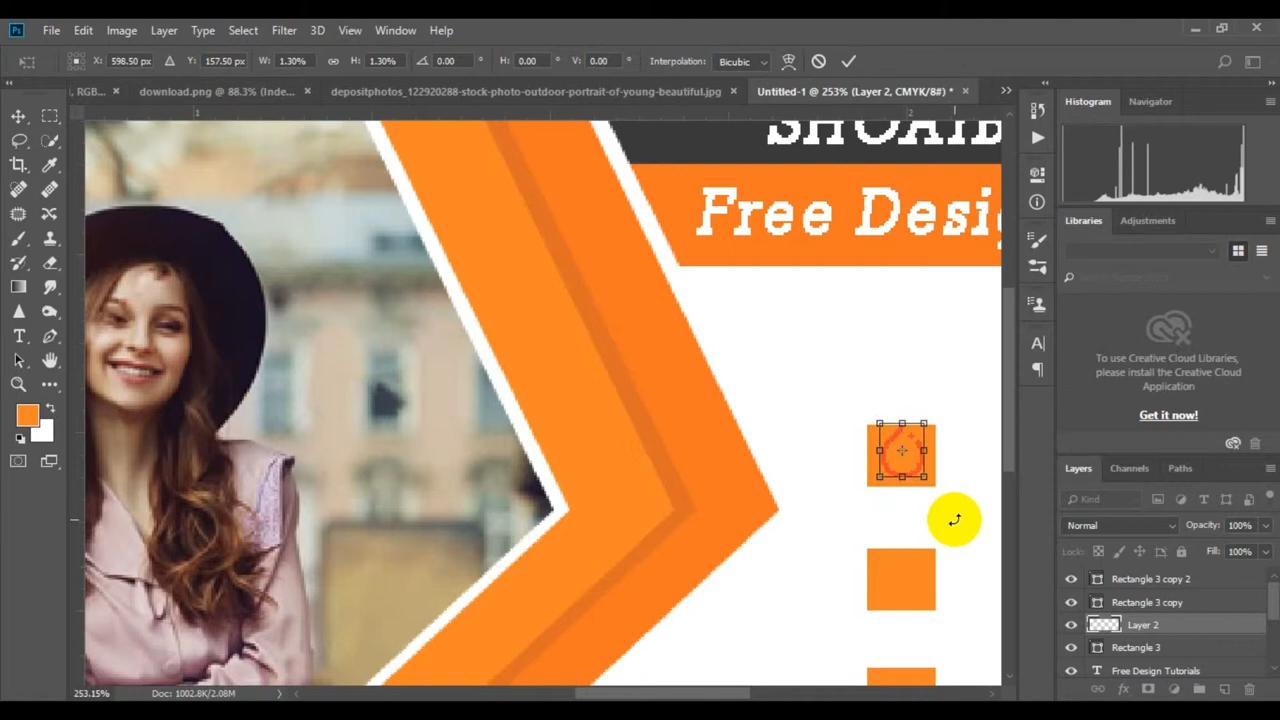 Ps File Edit Image Layer Type Select Filter 3D View Window Help
X: 598.50 px Y: 157.50 px W: 1.30% H: 1.30% 0.00 ° H: 0.00 ° V: 0.00 ° Interpolation: Bicubic
, RGB... × download.png @ 88.3% (Inde... × depositphotos_122920288-stock-photo-outdoor-portrait-of-young-beautiful.jpg × Untitled-1 @ 253% (Layer 2, CMYK/8#) * ×
Histogram Navigator
1 2
SHOAIB
Free Desig
Libraries Adjustments
To use Creative Cloud Libraries,
please install the Creative Cloud
Application
Get it now!
Layers Channels Paths
Kind
Normal Opacity: 100%
Lock: Fill: 100%
Rectangle 3 copy 2
Rectangle 3 copy
Layer 2
Rectangle 3
T Free Design Tutorials
253.15% Doc: 1002.8K/2.08M